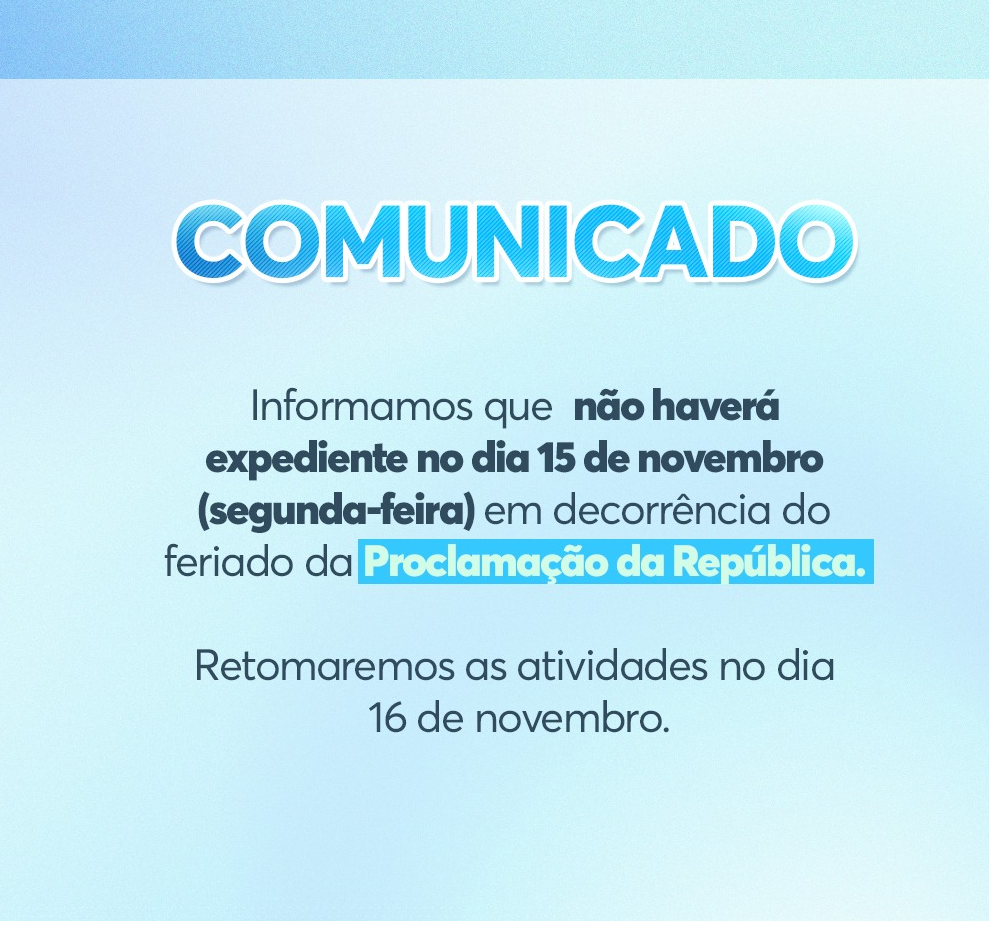 COMUNICADO
Informamos que não haverá
expediente no dia 15 de novembro
(segunda-feira) em decorrência do
feriado da Proclamação da República.
Retomaremos as atividades no dia
16 de novembro.